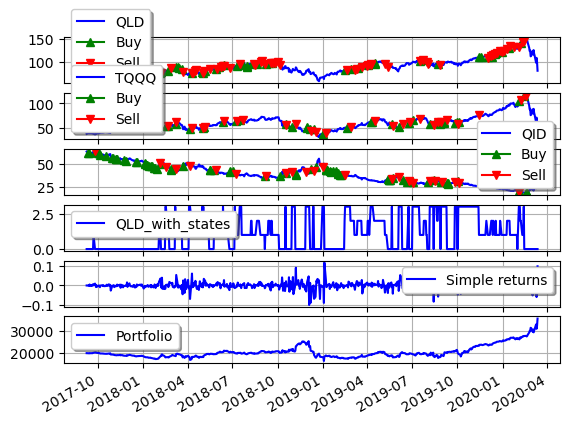 QLD
Buy
Sell
150
100
TQQQ
Buy
Sell
100
50
QID
Buy
Sell
50
25
QLD_with_states
2.5
0.0
Simple returns
0.1
0.0
−0.1
Portfolio
30000
20000
2017-10 2018-01 2018-04 2018-07 2018-10 2019-01 2019-04 2019-07 2019-10 2020-01 2020-04